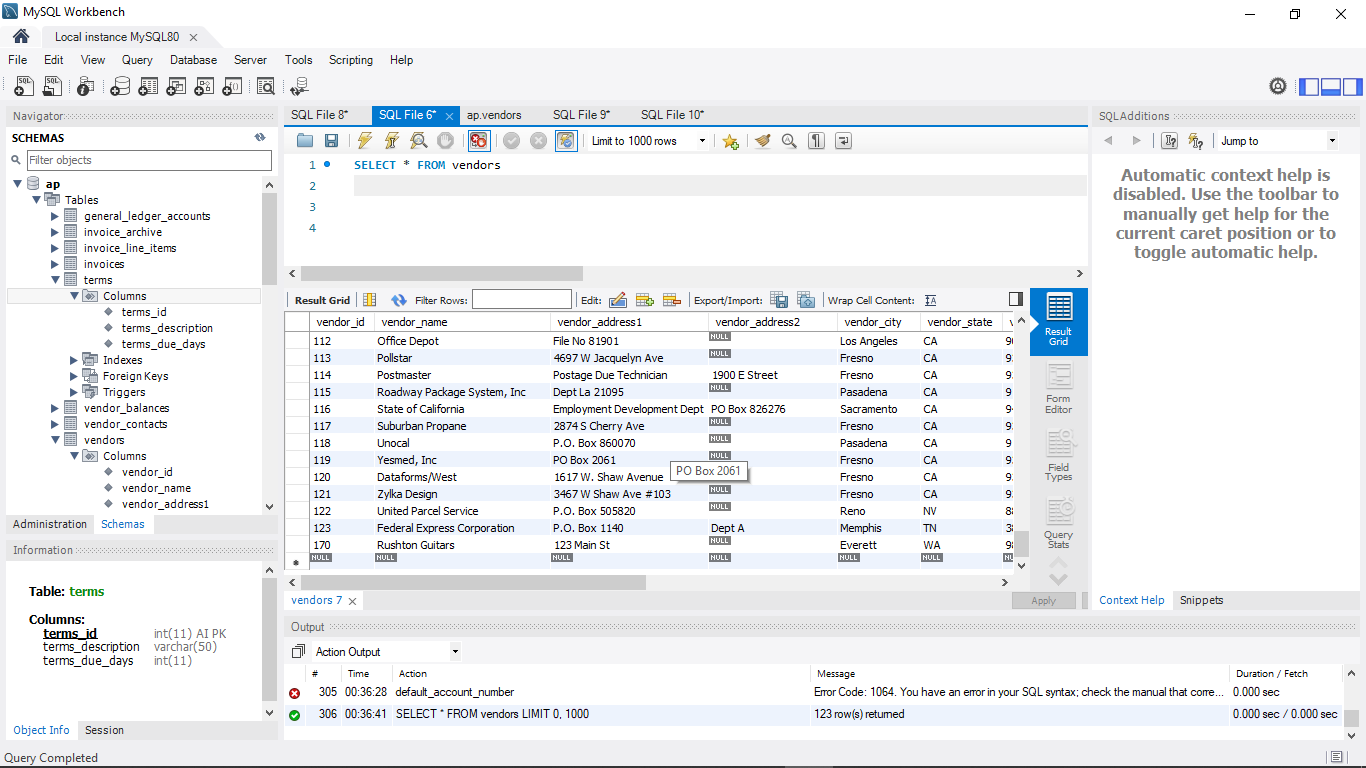 MySQL Workbench
Local instance MySQL80
File Edit View Query Database Server Tools Scripting Help
Navigator
SCHEMAS
Filter objects
ap
Tables
general_ledger_accounts
invoice_archive
invoice_line_items
invoices
terms
Columns
terms_id
terms_description
terms_due_days
Indexes
Foreign Keys
Triggers
vendor_balances
vendor_contacts
vendors
Columns
vendor_id
vendor_name
vendor_address1
Administration Schemas
Information
Table: terms
Columns:
terms_id int(11) AI PK
terms_description varchar(50)
terms_due_days int(11)
Object Info Session
SQL File 8* SQL File 6* ap.vendors SQL File 9* SQL File 10*
Limit to 1000 rows
1 SELECT * FROM vendors
2
3
4
Result Grid Filter Rows: Edit: Export/Import: Wrap Cell Content:
vendor_id vendor_name vendor_address1 vendor_address2 vendor_city vendor_state
112 Office Depot File No 81901 NULL Los Angeles CA
113 Pollstar 4697 W Jacquelyn Ave NULL Fresno CA
114 Postmaster Postage Due Technician 1900 E Street Fresno CA
115 Roadway Package System, Inc Dept La 21095 NULL Pasadena CA
116 State of California Employment Development Dept PO Box 826276 Sacramento CA
117 Suburban Propane 2874 S Cherry Ave NULL Fresno CA
118 Unocal P.O. Box 860070 NULL Pasadena CA
119 Yesmed, Inc PO Box 2061 NULL Fresno CA
120 Dataforms/West 1617 W. Shaw Avenue Fresno CA
PO Box 2061
121 Zylka Design 3467 W Shaw Ave #103 NULL Fresno CA
122 United Parcel Service P.O. Box 505820 NULL Reno NV
123 Federal Express Corporation P.O. Box 1140 Dept A Memphis TN
170 Rushton Guitars 123 Main St NULL Everett WA
NULL NULL NULL NULL NULL NULL
Result Grid
Form Editor
Field Types
Query Stats
vendors 7
Apply
SQLAdditions
Jump to
Automatic context help is
disabled. Use the toolbar to
manually get help for the
current caret position or to
toggle automatic help.
Context Help Snippets
Output
Action Output
# Time Action Message Duration / Fetch
305 00:36:28 default_account_number Error Code: 1064. You have an error in your SQL syntax; check the manual that corre... 0.000 sec
306 00:36:41 SELECT * FROM vendors LIMIT 0, 1000 123 row(s) returned 0.000 sec / 0.000 sec
Query Completed